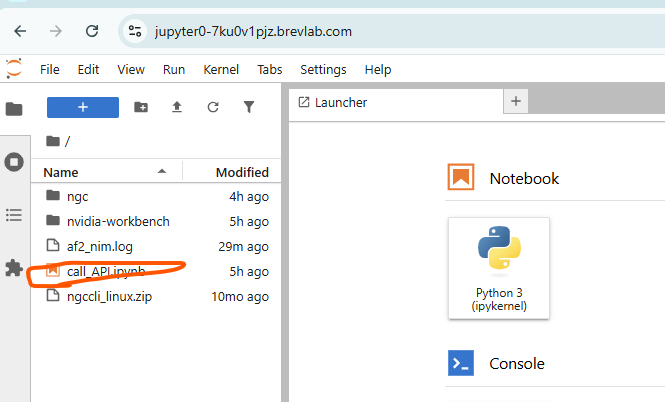 jupyter0-7ku0v1pjz.brevlab.com
File Edit View Run Kernel Tabs Settings Help
+
Launcher +
/
Name Modified
ngc 4h ago
nvidia-workbench 5h ago
af2_nim.log 29m ago
call_API.ipynb 5h ago
ngccli_linux.zip 10mo ago
Notebook
Python 3
(ipykernel)
Console